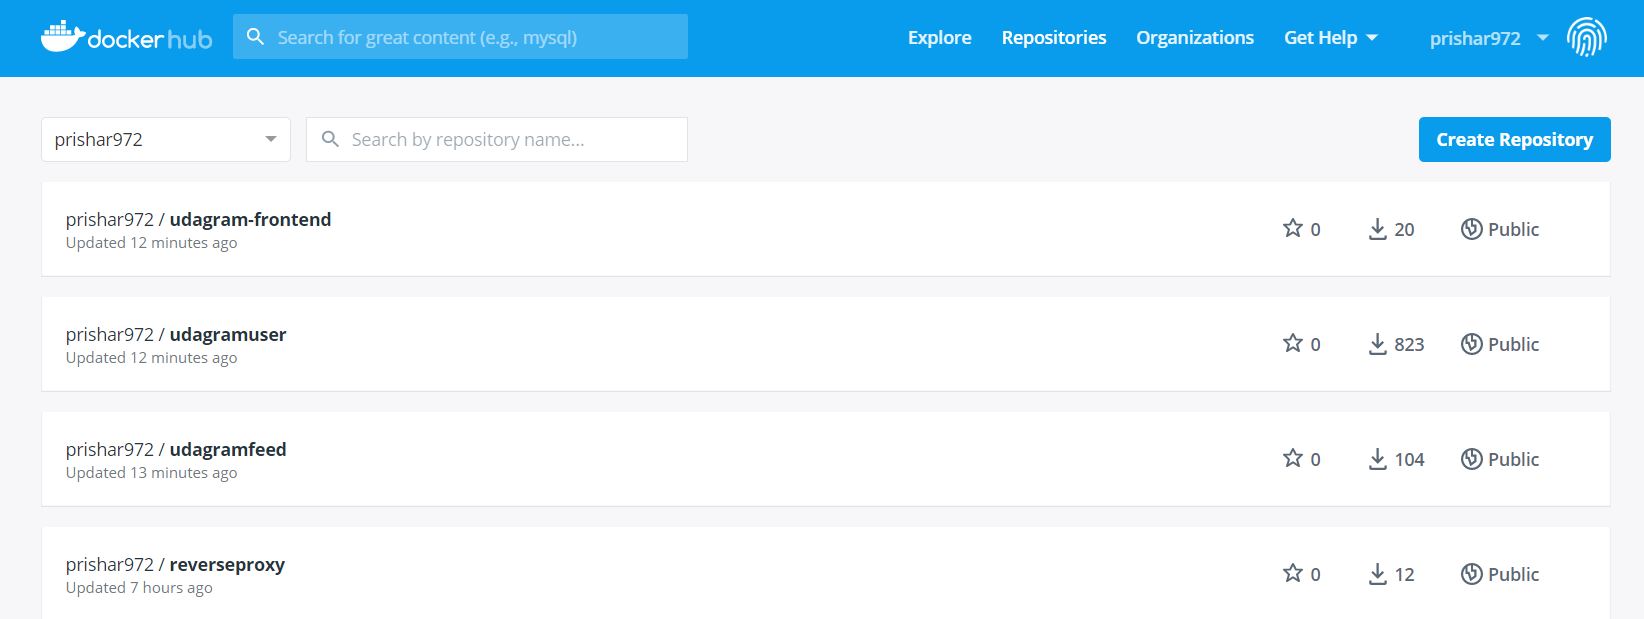 docker hub Search for great content (e.g., mysql) Explore Repositories Organizations Get Help prishar972
prishar972 Search by repository name... Create Repository
prishar972 / udagram-frontend 0 20 Public
Updated 12 minutes ago
prishar972 / udagramuser 0 823 Public
Updated 12 minutes ago
prishar972 / udagramfeed 0 104 Public
Updated 13 minutes ago
prishar972 / reverseproxy 0 12 Public
Updated 7 hours ago